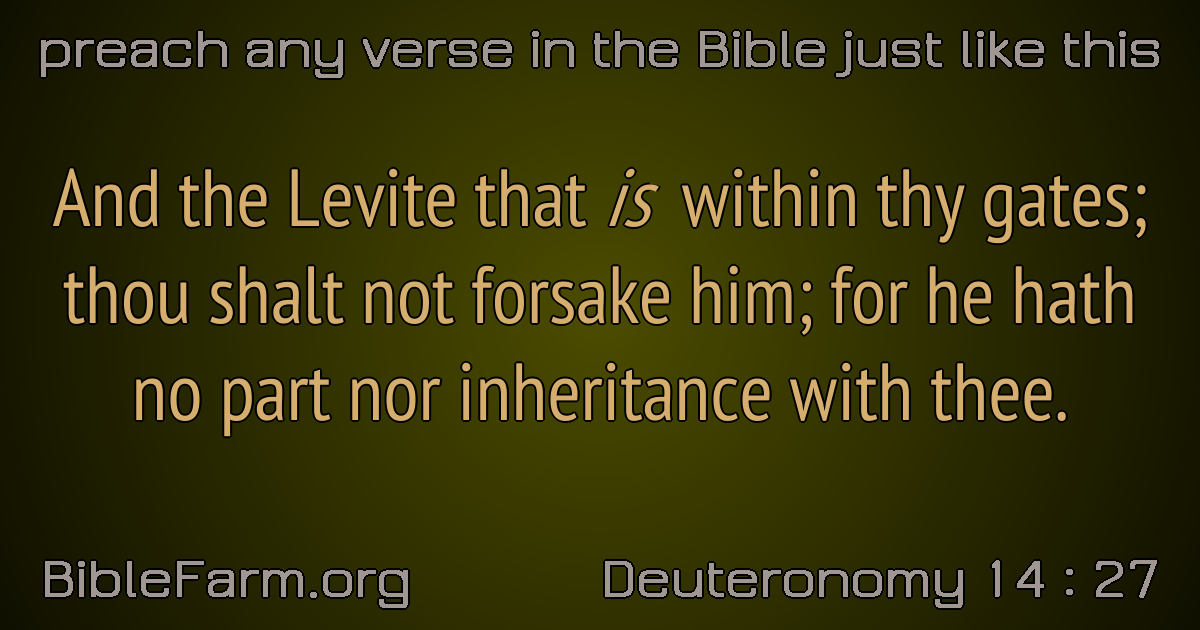 preach any verse in the Bible just like this
And the Levite that is within thy gates;
thou shalt not forsake him; for he hath
no part nor inheritance with thee.
BibleFarm.org
Deuteronomy 14 : 27